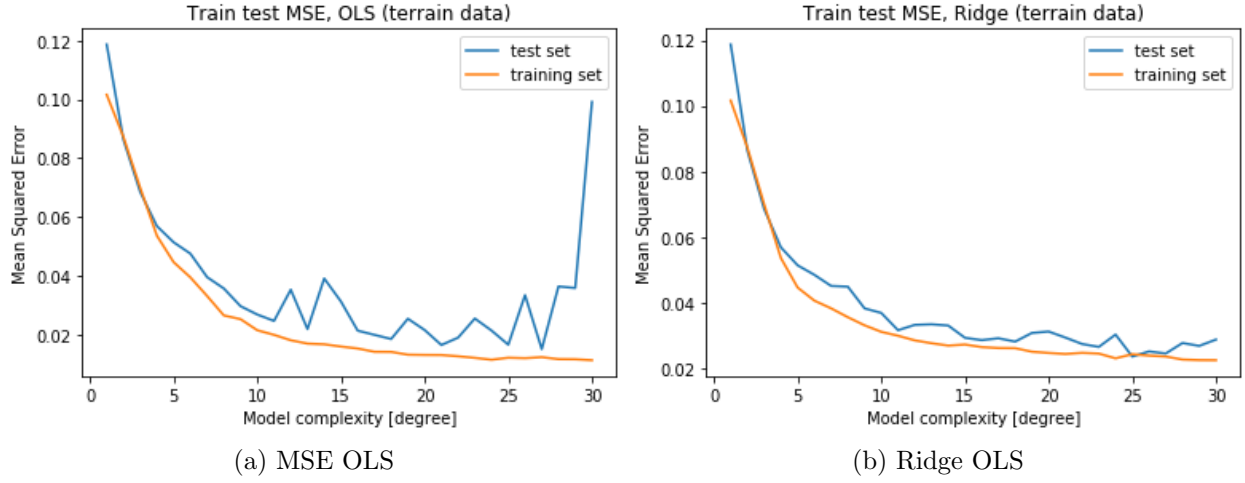 Train test MSE, OLS (terrain data)
test set
training set
Mean Squared Error
0.12
0.10
0.08
0.06
0.04
0.02
0 5 10 15 20 25 30
Model complexity [degree]
(a) MSE OLS
Train test MSE, Ridge (terrain data)
test set
training set
Mean Squared Error
0.12
0.10
0.08
0.06
0.04
0.02
0 5 10 15 20 25 30
Model complexity [degree]
(b) Ridge OLS